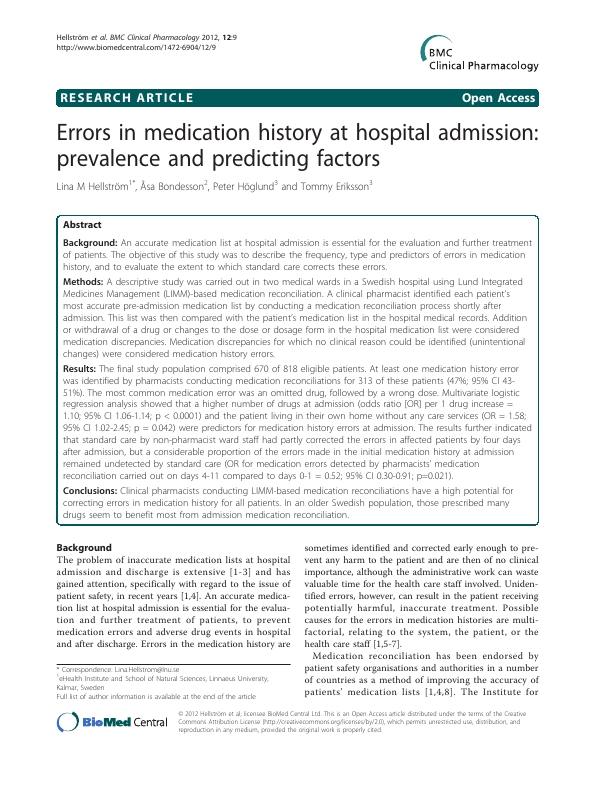 Hellström et al. BMC Clinical Pharmacology 2012, 12:9
http://www.biomedcentral.com/1472-6904/12/9
BMC
Clinical Pharmacology
RESEARCH ARTICLE
Open Access
Errors in medication history at hospital admission:
prevalence and predicting factors
Lina M Hellström1*, Åsa Bondesson2, Peter Höglund3 and Tommy Eriksson3
Abstract
Background: An accurate medication list at hospital admission is essential for the evaluation and further treatment
of patients. The objective of this study was to describe the frequency, type and predictors of errors in medication
history, and to evaluate the extent to which standard care corrects these errors.
Methods: A descriptive study was carried out in two medical wards in a Swedish hospital using Lund Integrated
Medicines Management (LIMM)-based medication reconciliation. A clinical pharmacist identified each patient's
most accurate pre-admission medication list by conducting a medication reconciliation process shortly after
admission. This list was then compared with the patient's medication list in the hospital medical records. Addition
or withdrawal of a drug or changes to the dose or dosage form in the hospital medication list were considered
medication discrepancies. Medication discrepancies for which no clinical reason could be identified (unintentional
changes) were considered medication history errors.
Results: The final study population comprised 670 of 818 eligible patients. At least one medication history error
was identified by pharmacists conducting medication reconciliations for 313 of these patients (47%; 95% CI 43-
51%). The most common medication error was an omitted drug, followed by a wrong dose. Multivariate logistic
regression analysis showed that a higher number of drugs at admission (odds ratio [OR] per 1 drug increase =
1.10; 95% CI 1.06-1.14; p < 0.0001) and the patient living in their own home without any care services (OR = 1.58;
95% CI 1.02-2.45; p = 0.042) were predictors for medication history errors at admission. The results further indicated
that standard care by non-pharmacist ward staff had partly corrected the errors in affected patients by four days
after admission, but a considerable proportion of the errors made in the initial medication history at admission
remained undetected by standard care (OR for medication errors detected by pharmacists' medication
reconciliation carried out on days 4-11 compared to days 0-1 = 0.52; 95% CI 0.30-0.91; p=0.021).
Conclusions: Clinical pharmacists conducting LIMM-based medication reconciliations have a high potential for
correcting errors in medication history for all patients. In an older Swedish population, those prescribed many
drugs seem to benefit most from admission medication reconciliation.
Background
The problem of inaccurate medication lists at hospital
admission and discharge is extensive [1-3] and has
gained attention, specifically with regard to the issue of
patient safety, in recent years [1,4]. An accurate medica-
tion list at hospital admission is essential for the evalua-
tion and further treatment of patients, to prevent
medication errors and adverse drug events in hospital
and after discharge. Errors in the medication history are
* Correspondence: Lina.Hellstrom@lnu.se
1eHealth Institute and School of Natural Sciences, Linnaeus University,
Kalmar, Sweden
Full list of author information is available at the end of the article
sometimes identified and corrected early enough to pre-
vent any harm to the patient and are then of no clinical
importance, although the administrative work can waste
valuable time for the health care staff involved. Uniden-
tified errors, however, can result in the patient receiving
potentially harmful, inaccurate treatment. Possible
causes for the errors in medication histories are multi-
factorial, relating to the system, the patient, or the
health care staff [1,5-7].
Medication reconciliation has been endorsed by
patient safety organisations and authorities in a number
of countries as a method of improving the accuracy of
patients' medication lists [1,4,8]. The Institute for
BioMed Central
© 2012 Hellström et al; licensee BioMed Central Ltd. This is an Open Access article distributed under the terms of the Creative
Commons Attribution License (http://creativecommons.org/licenses/by/2.0), which permits unrestricted use, distribution, and
reproduction in any medium, provided the original work is properly cited.